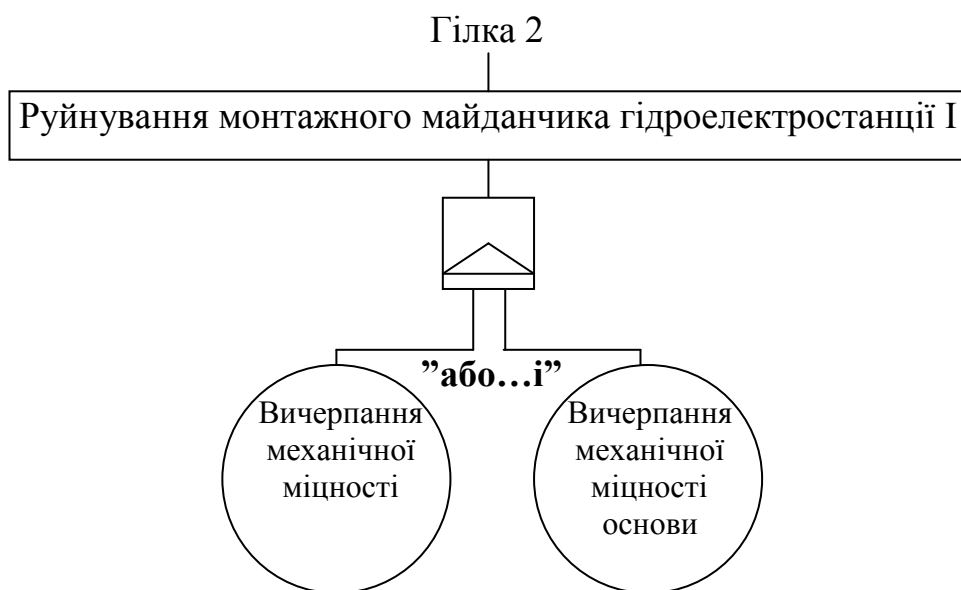 Гілка 2
Руйнування монтажного майданчика гідроелектростанції І
”або…і”
Вичерпання
механічної
міцності
Вичерпання
механічної
міцності
основи